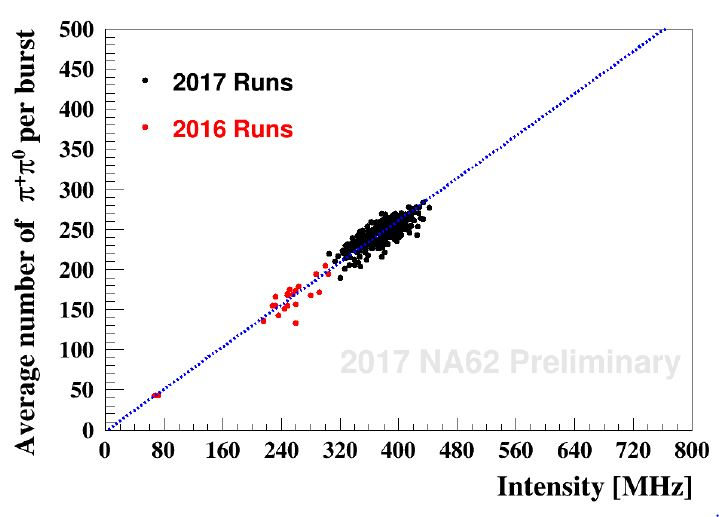 Average number of π⁺π⁰ per burst
500
450
400
350
300
250
200
150
100
50
0
2017 Runs
2016 Runs
2017 NA62 Preliminary
0 80 160 240 320 400 480 560 640 720 800
Intensity [MHz]